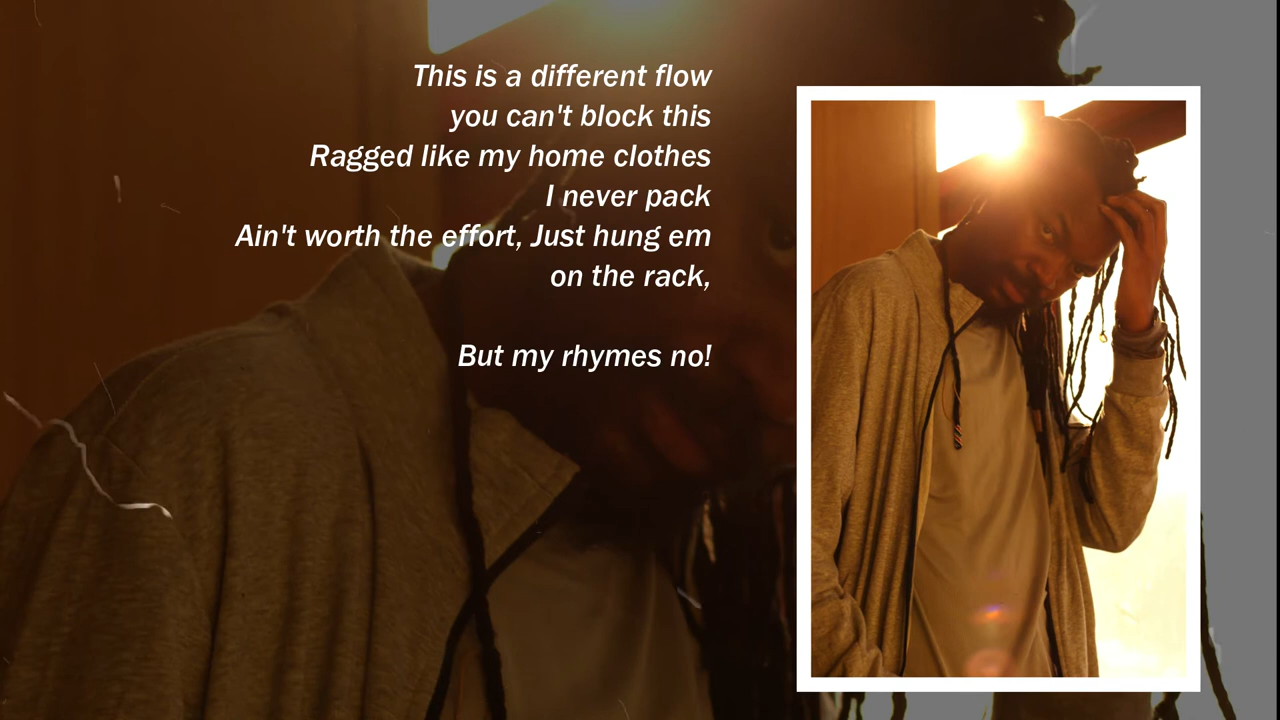 This is a different flow
you can't block this
Ragged like my home clothes
I never pack
Ain't worth the effort, Just hung em
on the rack,
But my rhymes no!